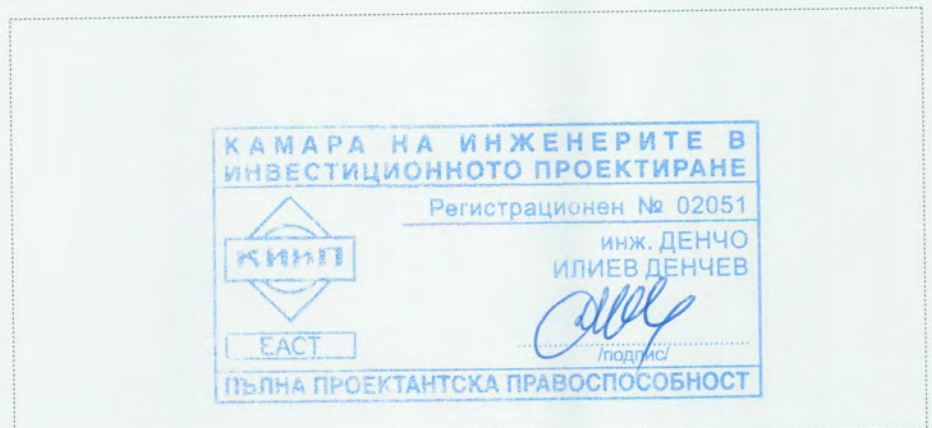 КАМАРА НА ИНЖЕНЕРИТЕ В
ИНВЕСТИЦИОННОТО ПРОЕКТИРАНЕ
Регистрационен № 02051
инж. ДЕНЧО
ИЛИЕВ ДЕНЧЕВ
КИИП
/подпис/
ЕАСТ
ПЪЛНА ПРОЕКТАНТСКА ПРАВОСПОСОБНОСТ